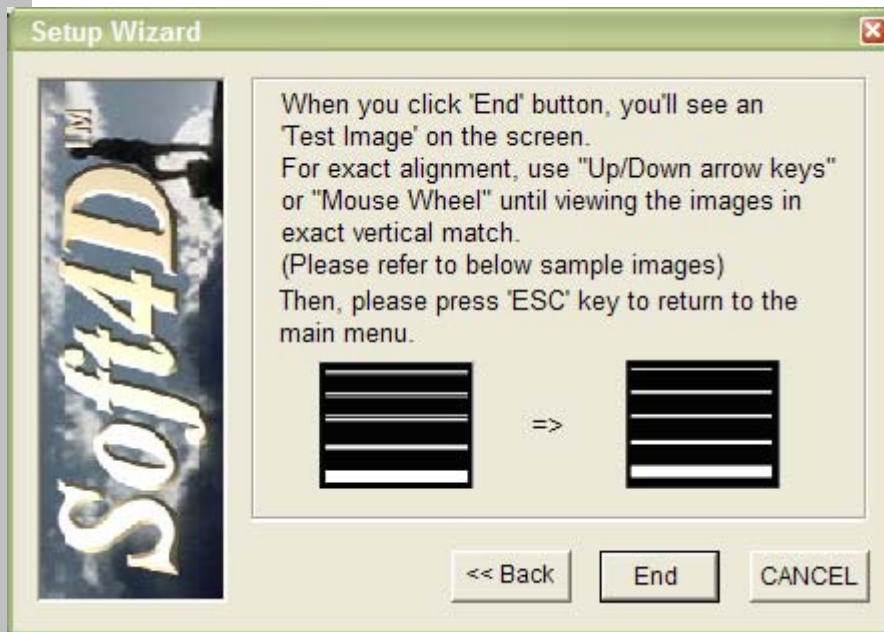 Setup Wizard
Soft4D TM
When you click 'End' button, you'll see an
'Test Image' on the screen.
For exact alignment, use "Up/Down arrow keys"
or "Mouse Wheel" until viewing the images in
exact vertical match.
(Please refer to below sample images)
Then, please press 'ESC' key to return to the
main menu.
=>
<< Back
End
CANCEL